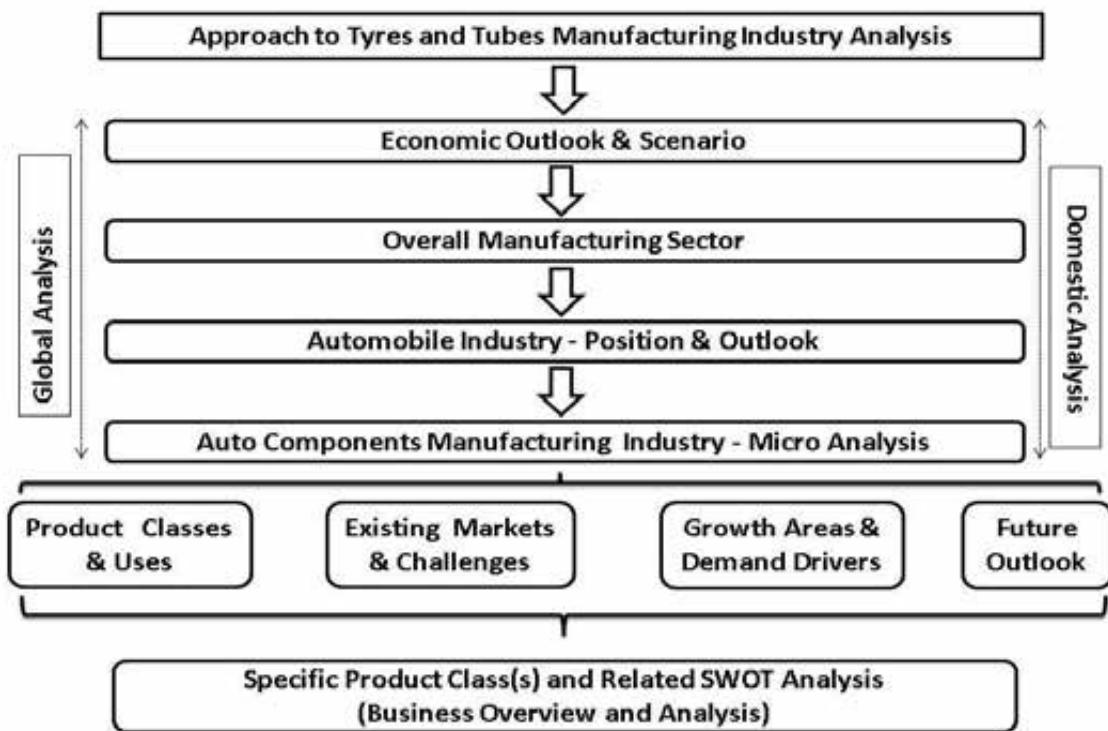 Approach to Tyres and Tubes Manufacturing Industry Analysis
Economic Outlook & Scenario
Overall Manufacturing Sector
Automobile Industry - Position & Outlook
Auto Components Manufacturing Industry - Micro Analysis
Global Analysis
Domestic Analysis
Product Classes
& Uses
Existing Markets
& Challenges
Growth Areas &
Demand Drivers
Future
Outlook
Specific Product Class(s) and Related SWOT Analysis
(Business Overview and Analysis)